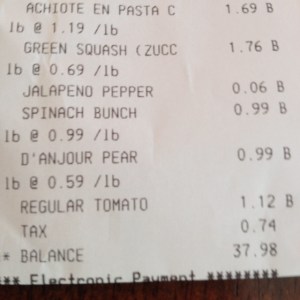 ACHIOTE EN PASTA C 1.69 B
lb @ 1.19 /lb
GREEN SQUASH (ZUCC 1.76 B
lb @ 0.69 /lb
JALAPENO PEPPER 0.06 B
SPINACH BUNCH 0.99 B
lb @ 0.99 /lb
D'ANJOUR PEAR 0.99 B
lb @ 0.59 /lb
REGULAR TOMATO 1.12 B
TAX 0.74
* BALANCE 37.98
** Electronic Payment ********